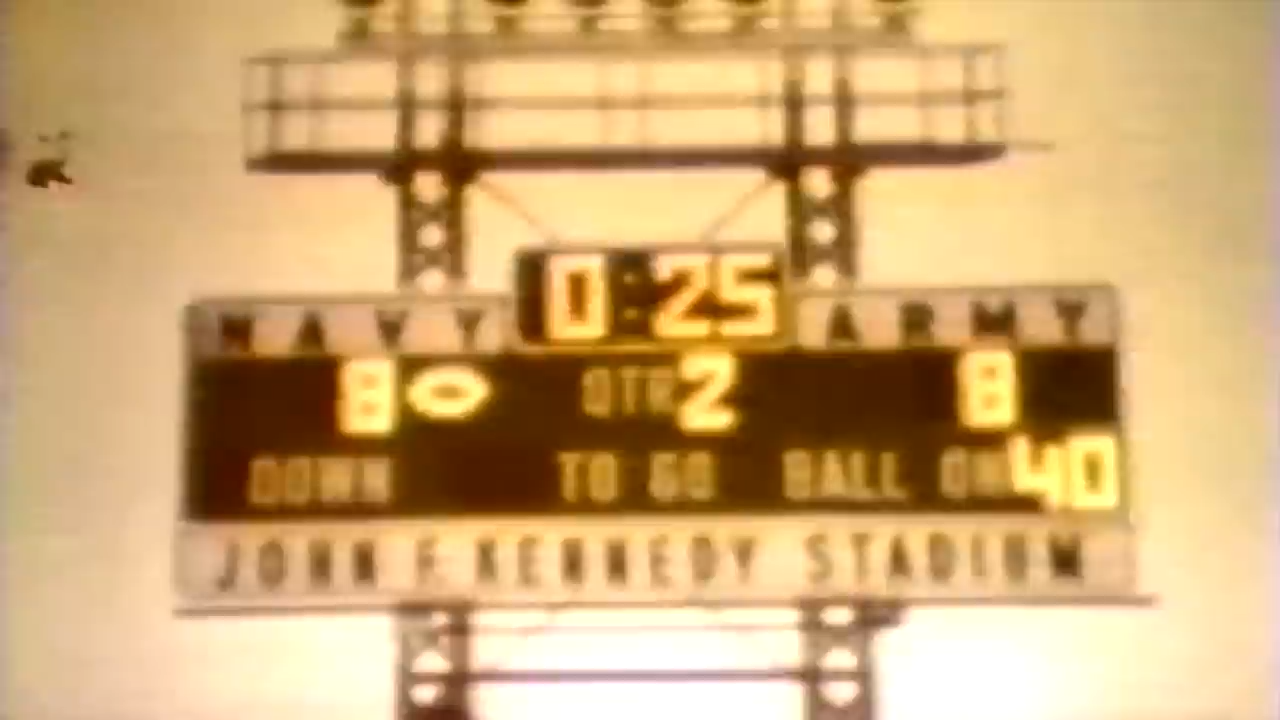 0:25
NAVY ARMY
8 QTR 2 8
DOWN TO GO BALL ON 40
JOHN F. KENNEDY STADIUM